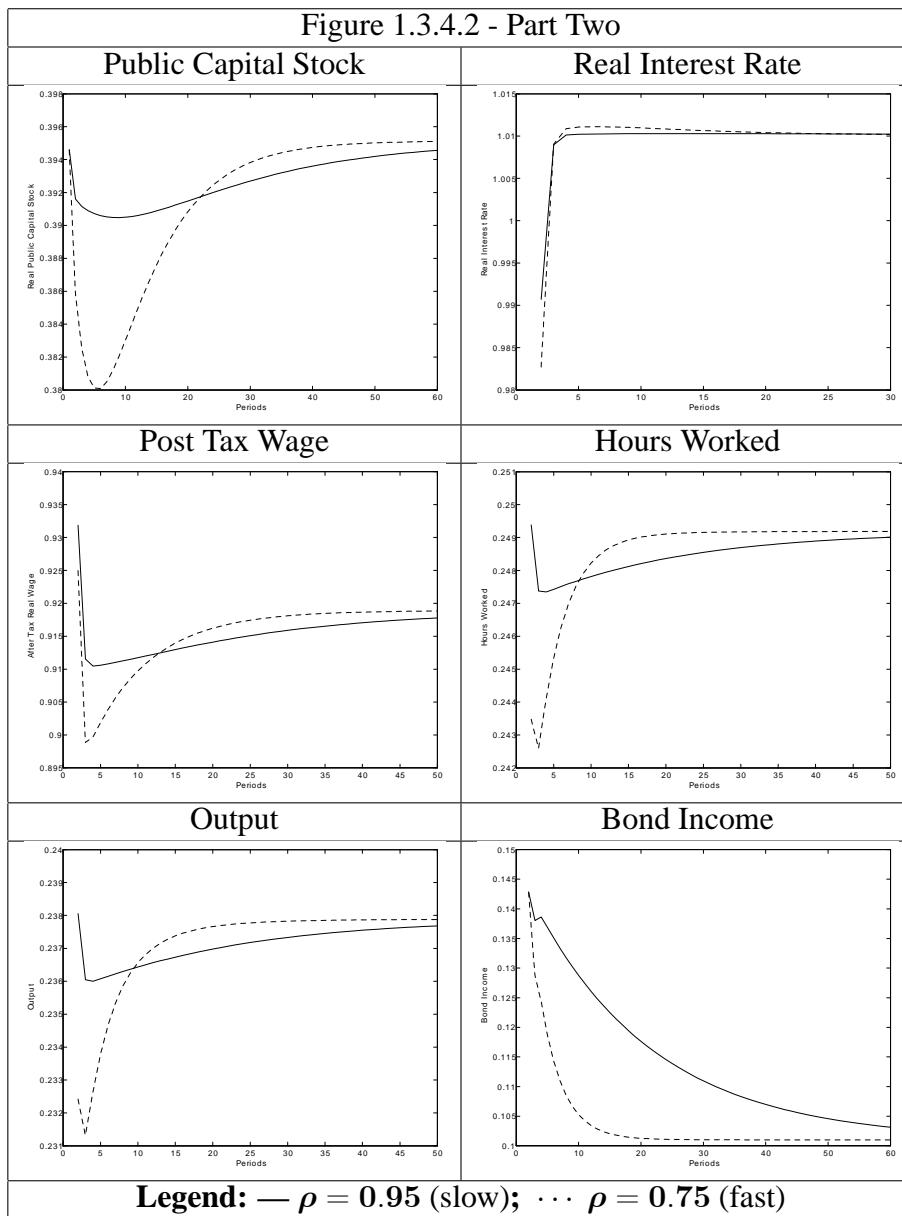 Figure 1.3.4.2 - Part Two
Public Capital Stock
Real Interest Rate
0.398
0.396
0.394
0.392
0.39
0.388
0.386
0.384
0.382
0.38
Real Public Capital Stock
0 10 20 30 40 50 60
Periods
1.015
1.01
1.005
1
0.995
0.99
0.985
0.98
Real Interest Rate
0 5 10 15 20 25 30
Periods
Post Tax Wage
Hours Worked
0.94
0.935
0.93
0.925
0.92
0.915
0.91
0.905
0.9
0.895
After Tax Real Wage
0 5 10 15 20 25 30 35 40 45 50
Periods
0.251
0.25
0.249
0.248
0.247
0.246
0.245
0.244
0.243
0.242
Hours Worked
0 5 10 15 20 25 30 35 40 45 50
Periods
Output
Bond Income
0.24
0.239
0.238
0.237
0.236
0.235
0.234
0.233
0.232
0.231
Output
0 5 10 15 20 25 30 35 40 45 50
Periods
0.15
0.145
0.14
0.135
0.13
0.125
0.12
0.115
0.11
0.105
0.1
Bond Income
0 10 20 30 40 50 60
Periods
Legend: — ρ = 0.95 (slow); ··· ρ = 0.75 (fast)